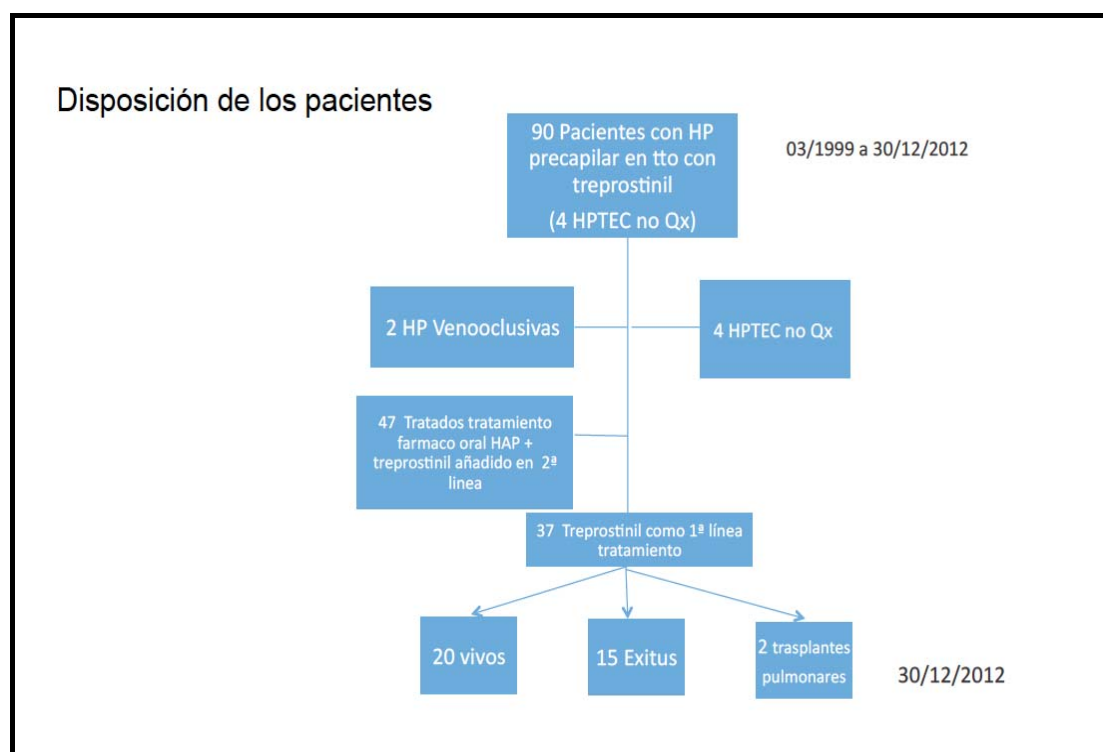 Disposición de los pacientes
90 Pacientes con HP
precapilar en tto con
treprostinil
(4 HPTEC no Qx)
03/1999 a 30/12/2012
2 HP Venooclusivas
4 HPTEC no Qx
47 Tratados tratamiento
farmaco oral HAP +
treprostinil añadido en 2ª
linea
37 Treprostinil como 1ª línea
tratamiento
20 vivos
15 Exitus
2 trasplantes
pulmonares
30/12/2012